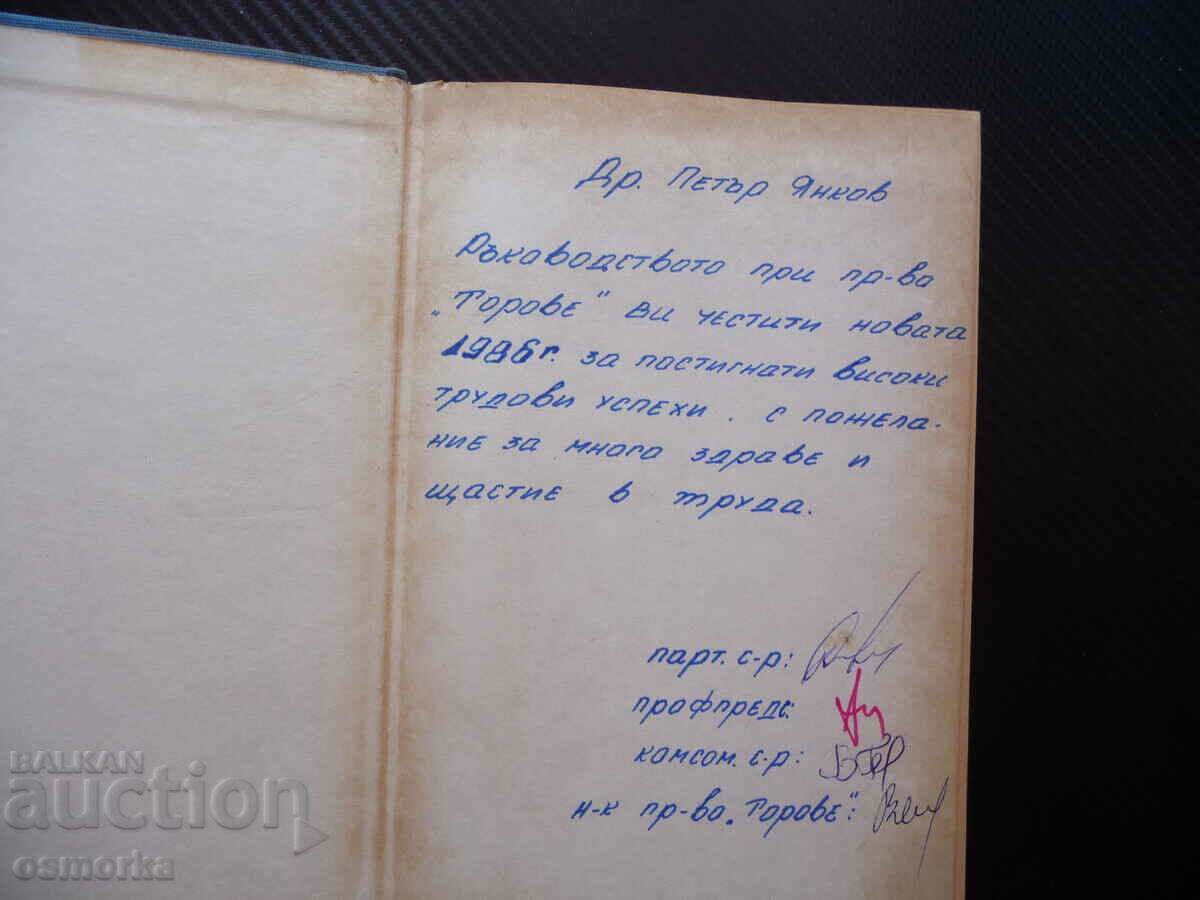 Др. Петър Янков
Ръководството при пр-во
„Торове" Ви честити новата
1986г. за постигнати високи
трудови успехи. с пожела-
ние за много здраве и
щастие в труда.
парт. с-р:
профпредс:
комсом. с-р:
н-к пр-во „Торове":
BALKAN
auction
osmorka